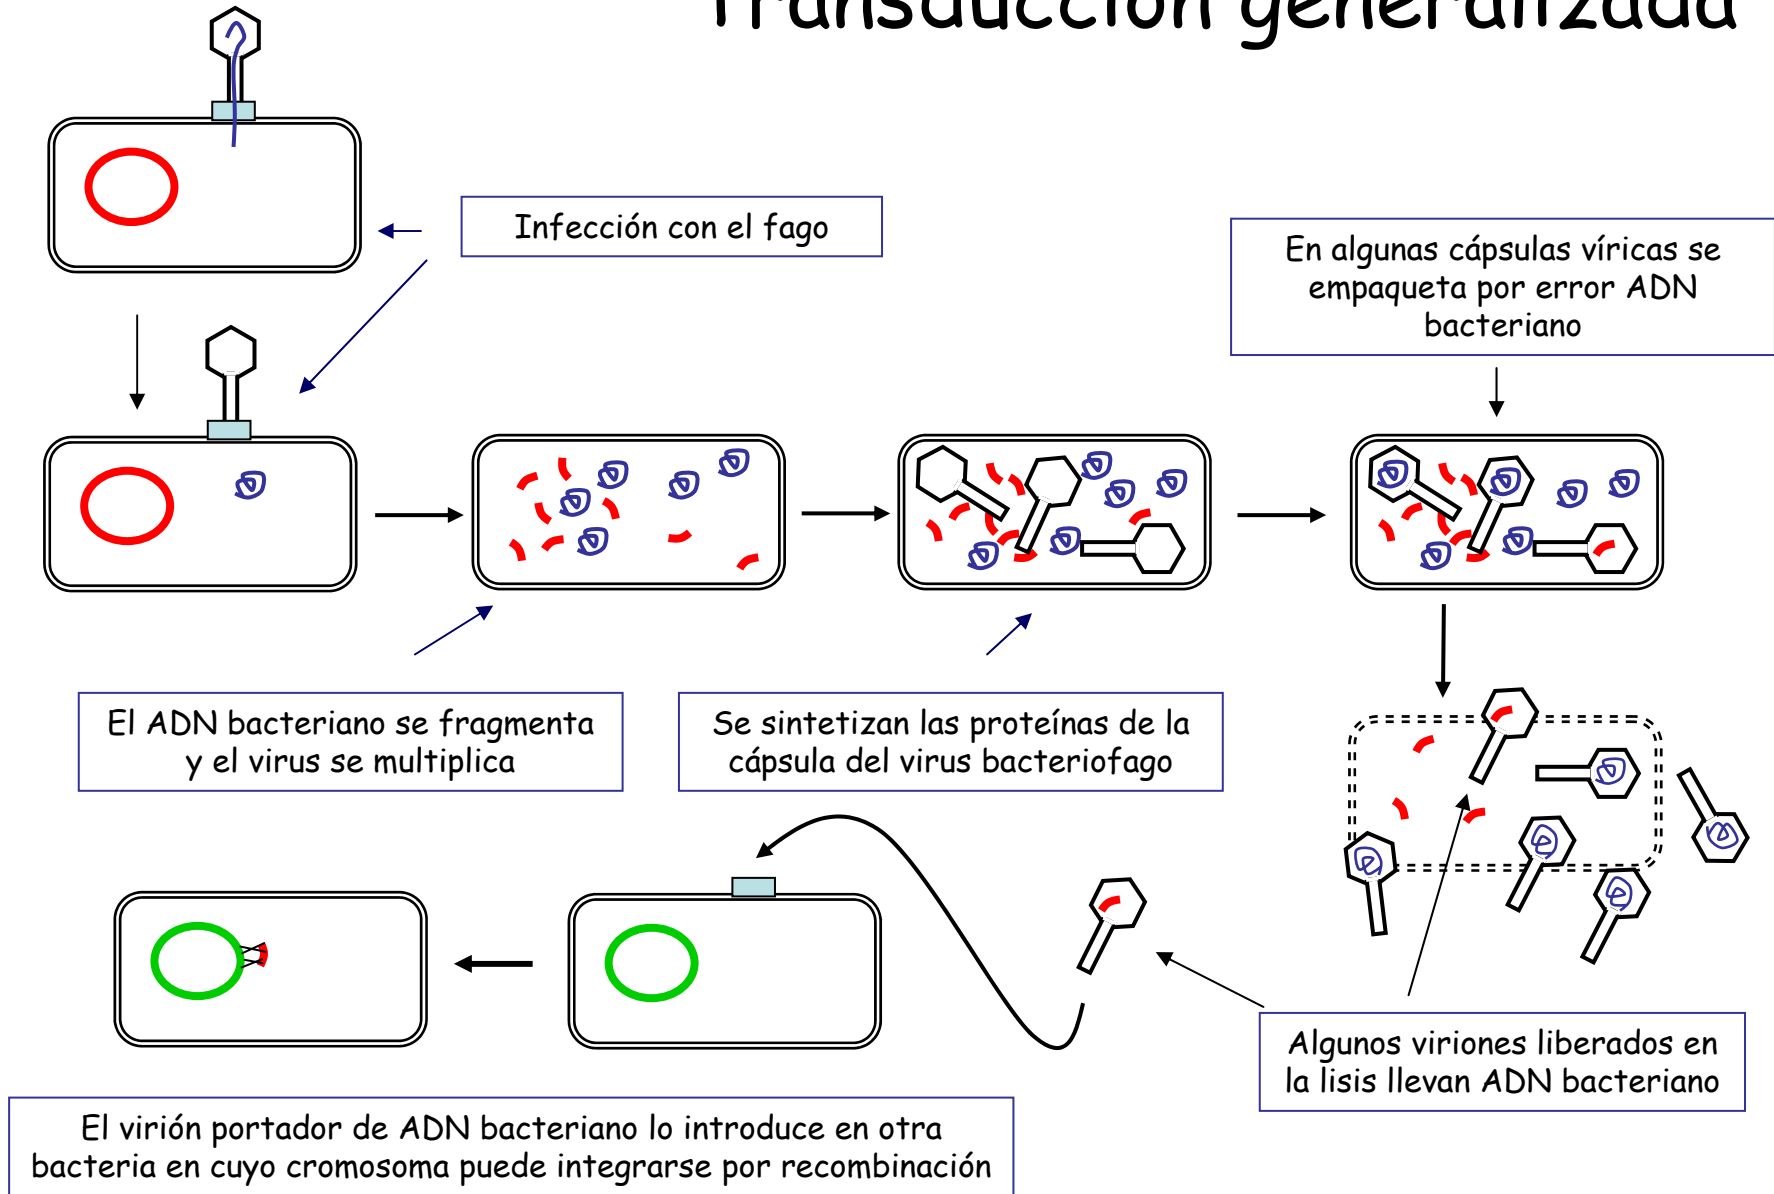 Transducción generalizada
Infección con el fago
En algunas cápsulas víricas se
empaqueta por error ADN
bacteriano
El ADN bacteriano se fragmenta
y el virus se multiplica
Se sintetizan las proteínas de la
cápsula del virus bacteriofago
Algunos viriones liberados en
la lisis llevan ADN bacteriano
El virión portador de ADN bacteriano lo introduce en otra
bacteria en cuyo cromosoma puede integrarse por recombinación